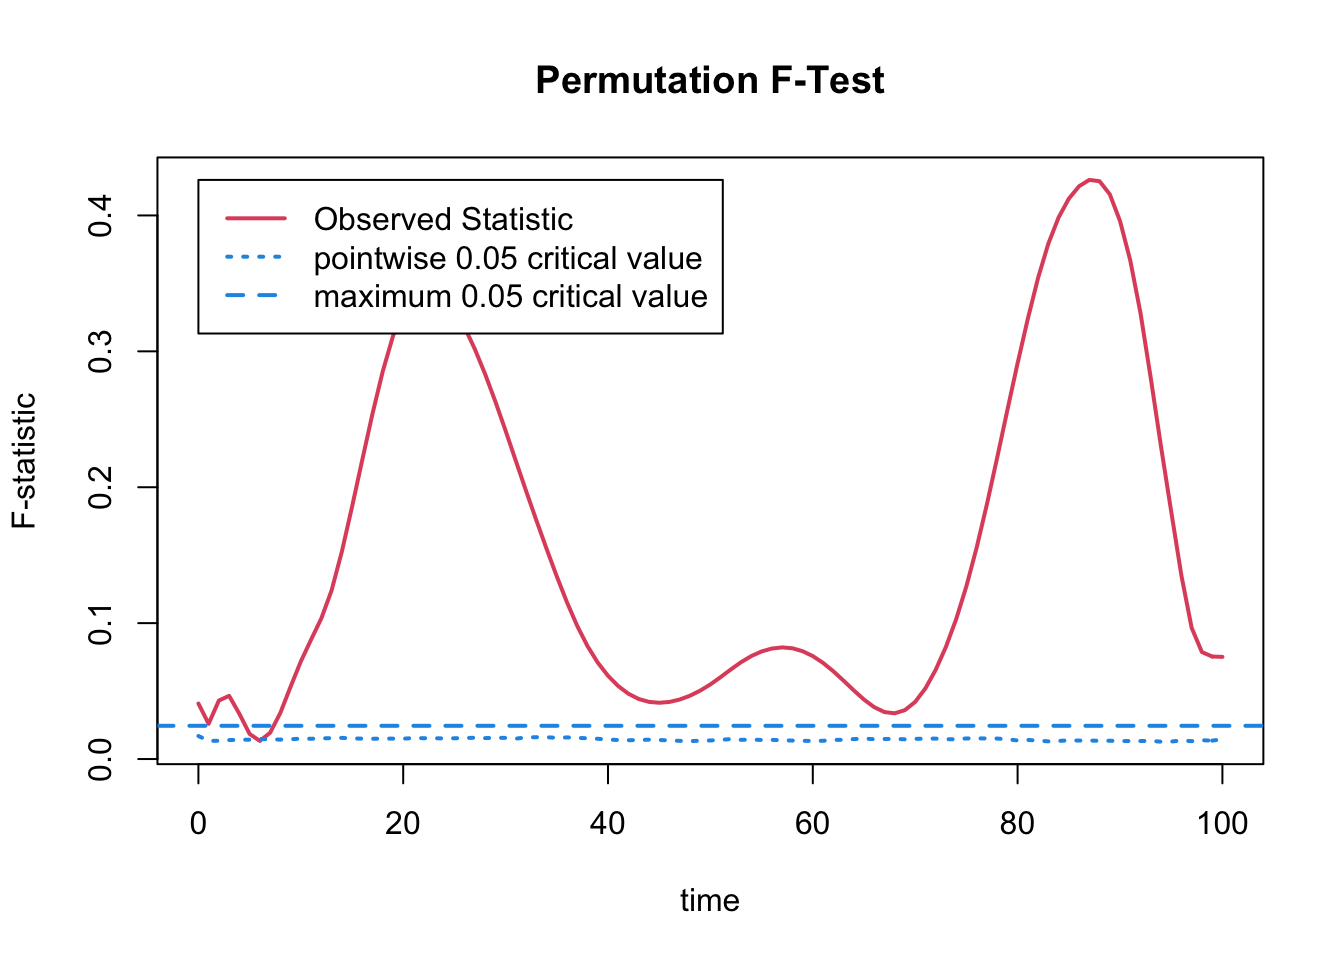 Permutation F-Test
Observed Statistic
pointwise 0.05 critical value
maximum 0.05 critical value
F-statistic
0.4
0.3
0.2
0.1
0.0
0 20 40 60 80 100
time